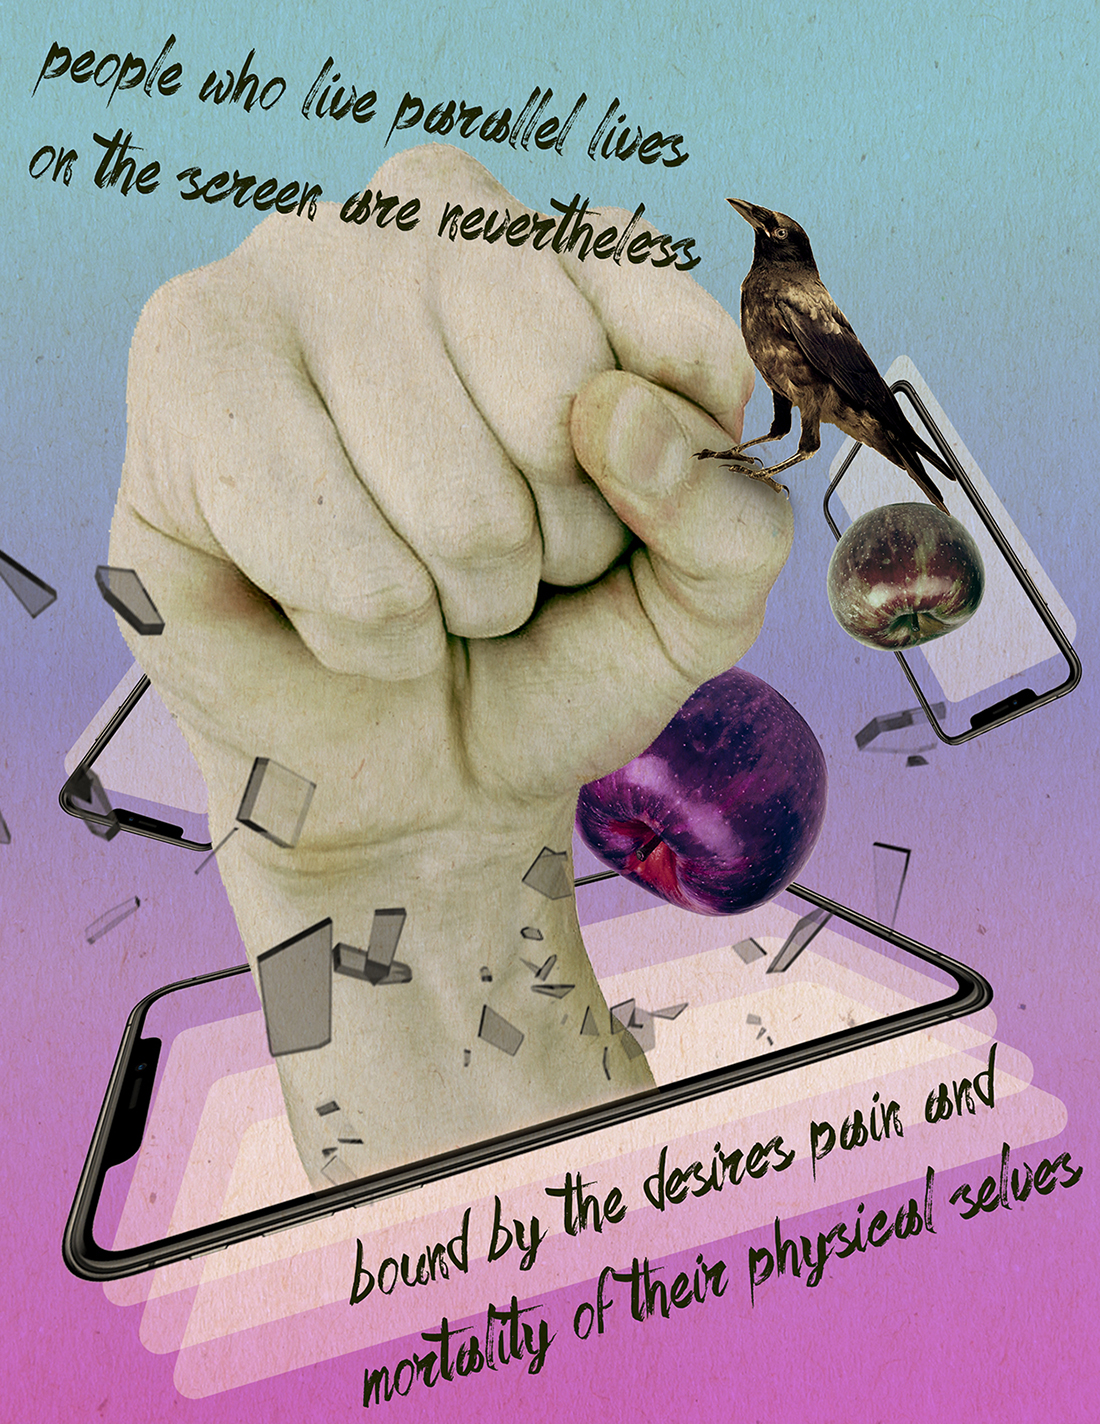 people who live parallel lives
on the screen are nevertheless
bound by the desires pain and
mortality of their physical selves